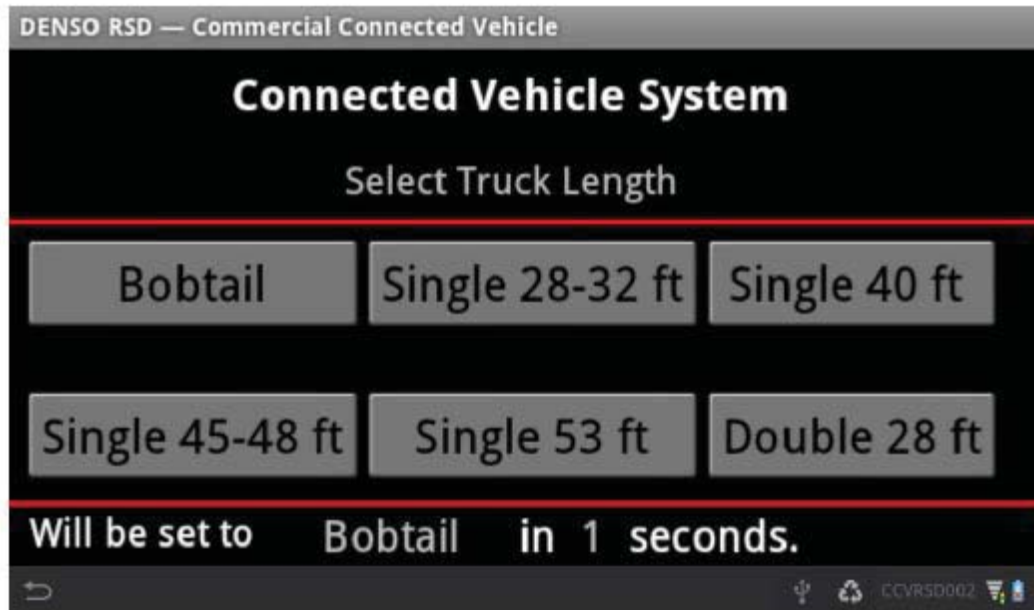 DENSO RSD — Commercial Connected Vehicle
Connected Vehicle System
Select Truck Length
Bobtail Single 28-32 ft Single 40 ft
Single 45-48 ft Single 53 ft Double 28 ft
Will be set to Bobtail in 1 seconds.
CCVRSD002